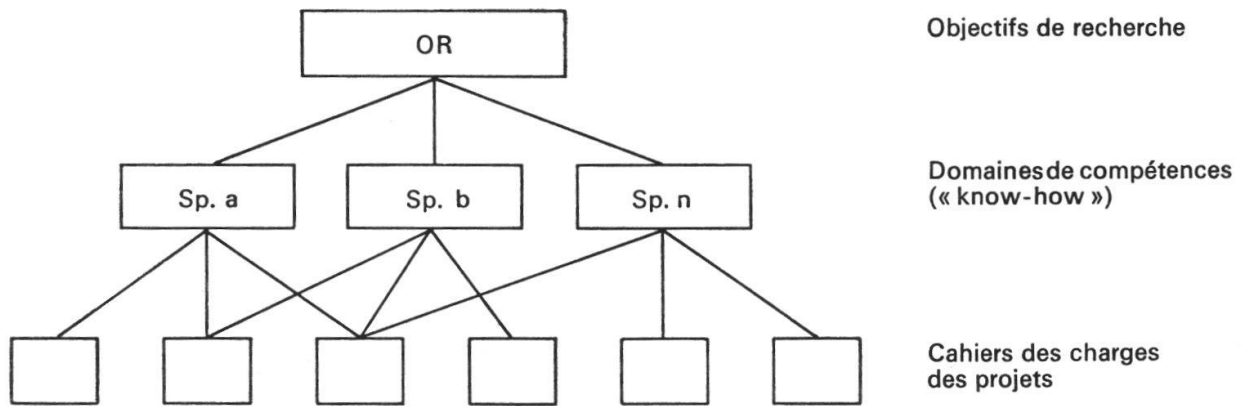 OR
Objectifs de recherche
Sp. a
Sp. b
Sp. n
Domaines de compétences
(« know-how »)
Cahiers des charges
des projets